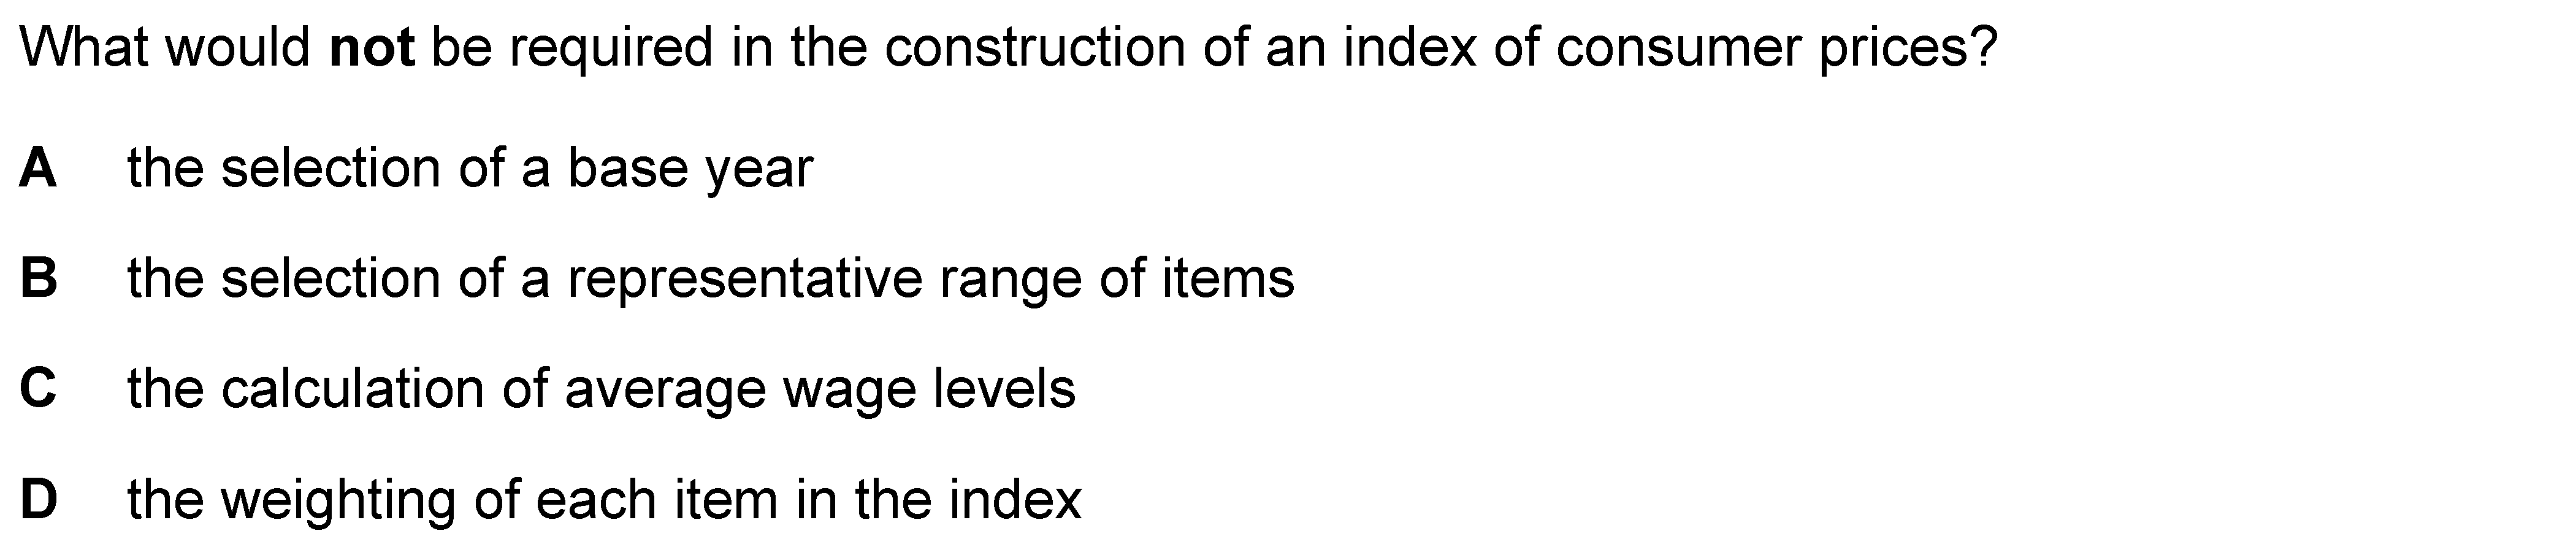 What would not be required in the construction of an index of consumer prices?
A the selection of a base year
B the selection of a representative range of items
C the calculation of average wage levels
D the weighting of each item in the index